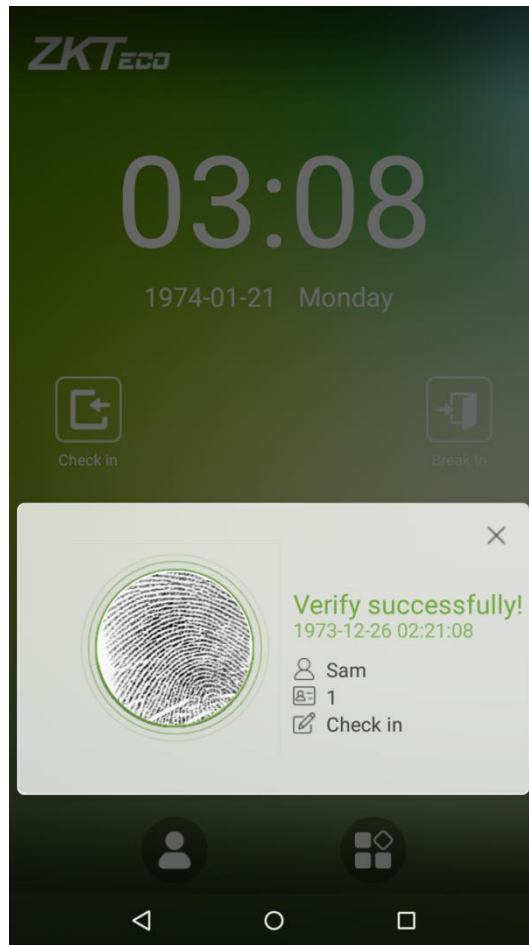 ZKTECO
03:08
1974-01-21 Monday
Check in
Break In
Verify successfully!
1973-12-26 02:21:08
Sam
1
Check in